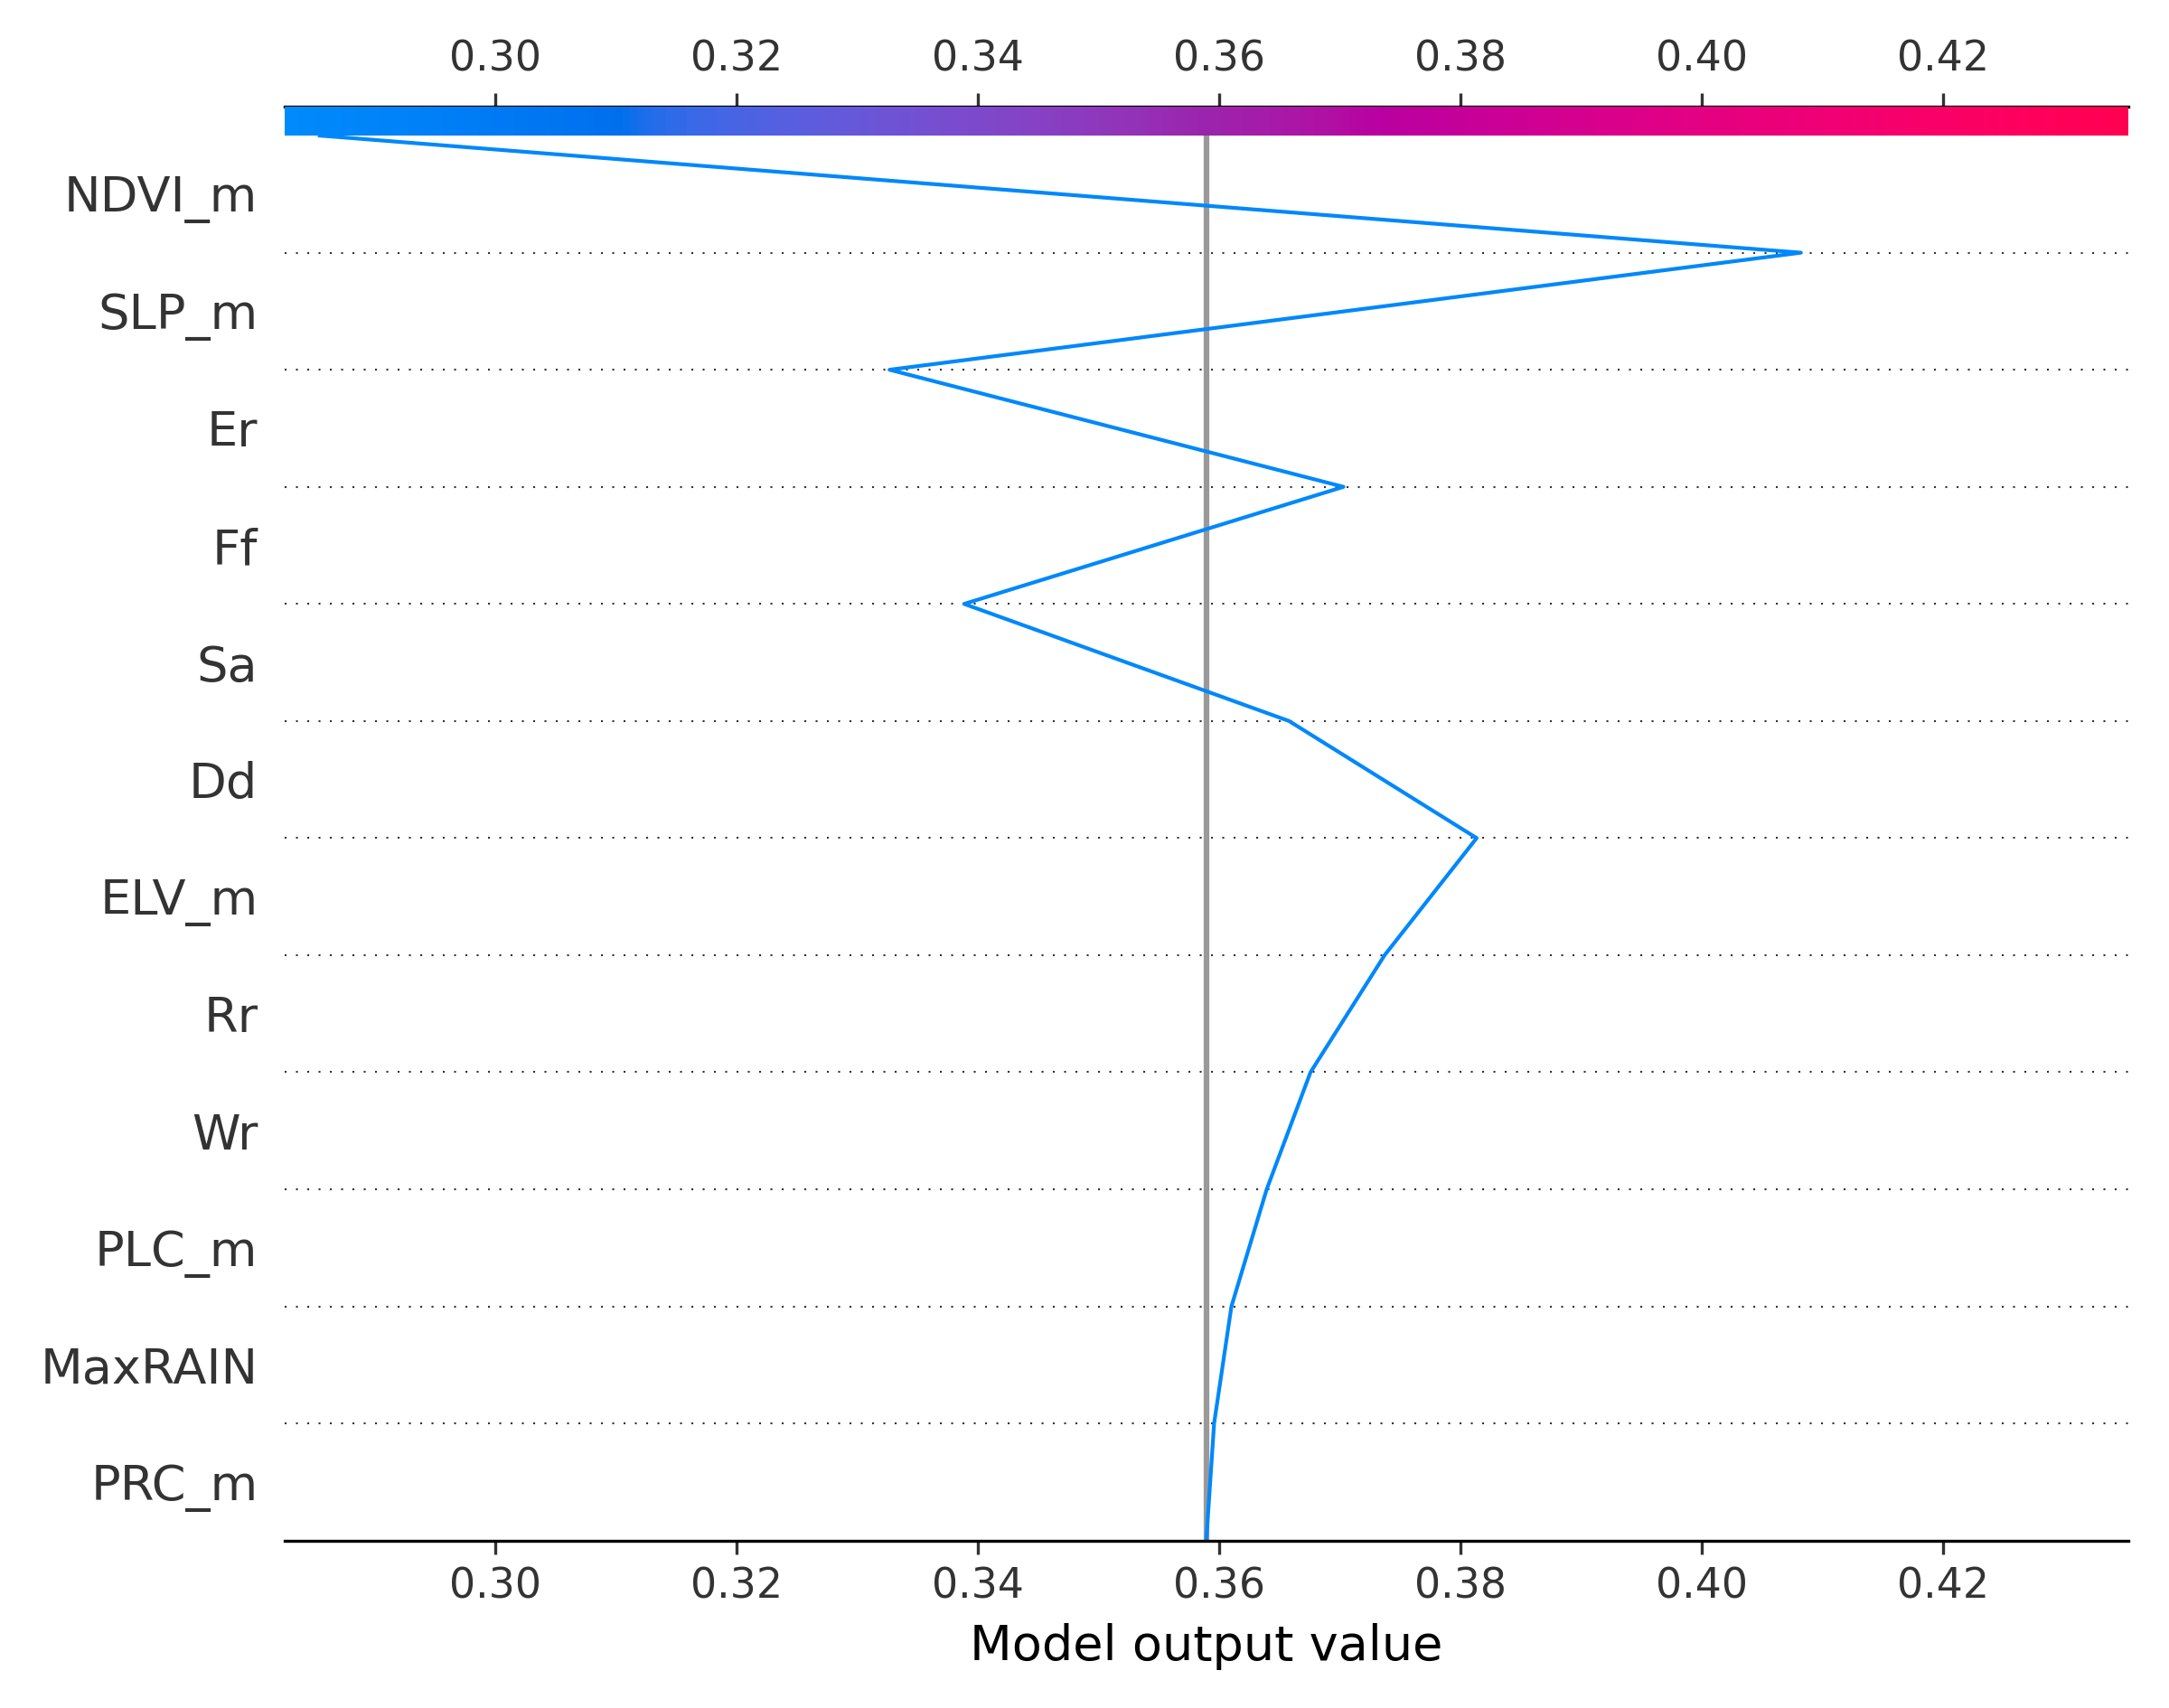 0.30 0.32 0.34 0.36 0.38 0.40 0.42
NDVI_m
SLP_m
Er
Ff
Sa
Dd
ELV_m
Rr
Wr
PLC_m
MaxRAIN
PRC_m
0.30 0.32 0.34 0.36 0.38 0.40 0.42
Model output value